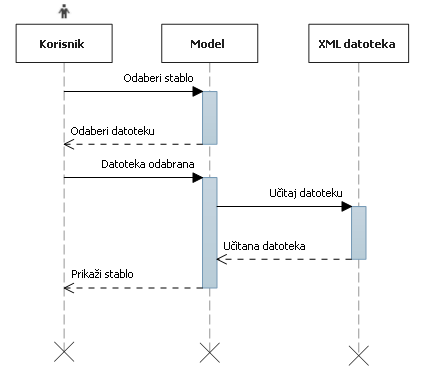 Korisnik
Model
XML datoteka
Odaberi stablo
Odaberi datoteku
Datoteka odabrana
Učitaj datoteku
Učitana datoteka
Prikaži stablo